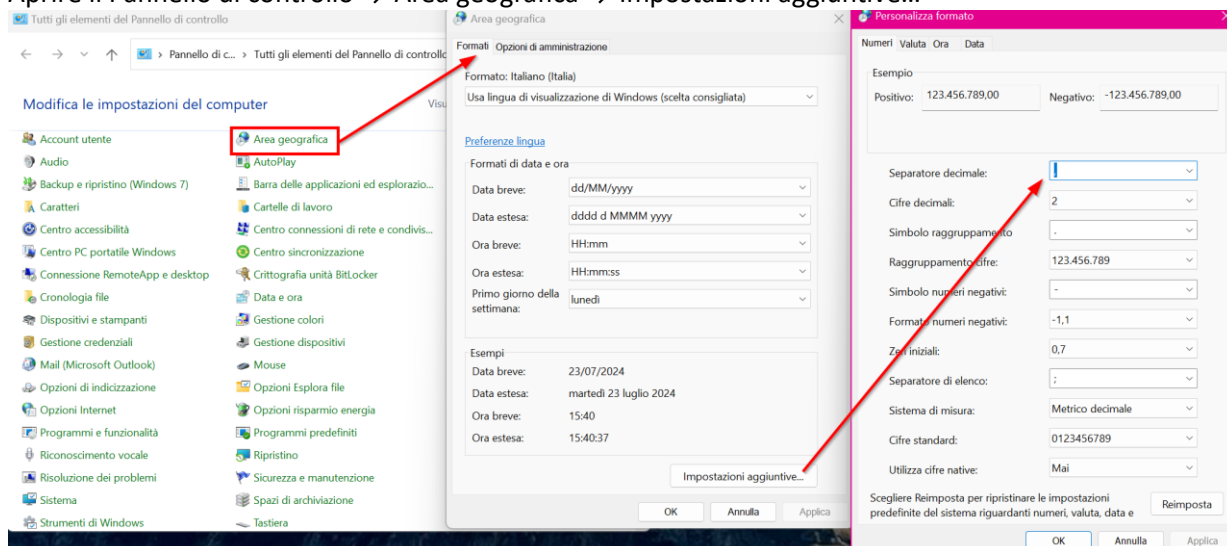 Aprire il Pannello di controllo → Area geografica → Impostazioni aggiuntive…
Tutti gli elementi del Pannello di controllo
Pannello di c... > Tutti gli elementi del Pannello di controllo
Modifica le impostazioni del computer
Visu
Account utente
Area geografica
Audio
AutoPlay
Backup e ripristino (Windows 7)
Barra delle applicazioni ed esplorazio...
Caratteri
Cartelle di lavoro
Centro accessibilità
Centro connessioni di rete e condivis...
Centro PC portatile Windows
Centro sincronizzazione
Connessione RemoteApp e desktop
Crittografia unità BitLocker
Cronologia file
Data e ora
Dispositivi e stampanti
Gestione colori
Gestione credenziali
Gestione dispositivi
Mail (Microsoft Outlook)
Mouse
Opzioni di indicizzazione
Opzioni Esplora file
Opzioni Internet
Opzioni risparmio energia
Programmi e funzionalità
Programmi predefiniti
Riconoscimento vocale
Ripristino
Risoluzione dei problemi
Sicurezza e manutenzione
Sistema
Spazi di archiviazione
Strumenti di Windows
Tastiera
Area geografica
Formati Opzioni di amministrazione
Formato: Italiano (Italia)
Usa lingua di visualizzazione di Windows (scelta consigliata)
Preferenze lingua
Formati di data e ora
Data breve: dd/MM/yyyy
Data estesa: dddd d MMMM yyyy
Ora breve: HH:mm
Ora estesa: HH:mm:ss
Primo giorno della
settimana: lunedì
Esempi
Data breve: 23/07/2024
Data estesa: martedì 23 luglio 2024
Ora breve: 15:40
Ora estesa: 15:40:37
Impostazioni aggiuntive...
OK Annulla Applica
Personalizza formato
Numeri Valuta Ora Data
Esempio
Positivo: 123.456.789,00 Negativo: -123.456.789,00
Separatore decimale:
Cifre decimali: 2
Simbolo raggruppamento .
Raggruppamento cifre: 123.456.789
Simbolo numeri negativi: -
Formato numeri negativi: -1,1
Zeri iniziali: 0,7
Separatore di elenco: ;
Sistema di misura: Metrico decimale
Cifre standard: 0123456789
Utilizza cifre native: Mai
Scegliere Reimposta per ripristinare le impostazioni
predefinite del sistema riguardanti numeri, valuta, data e
Reimposta
OK Annulla Applica